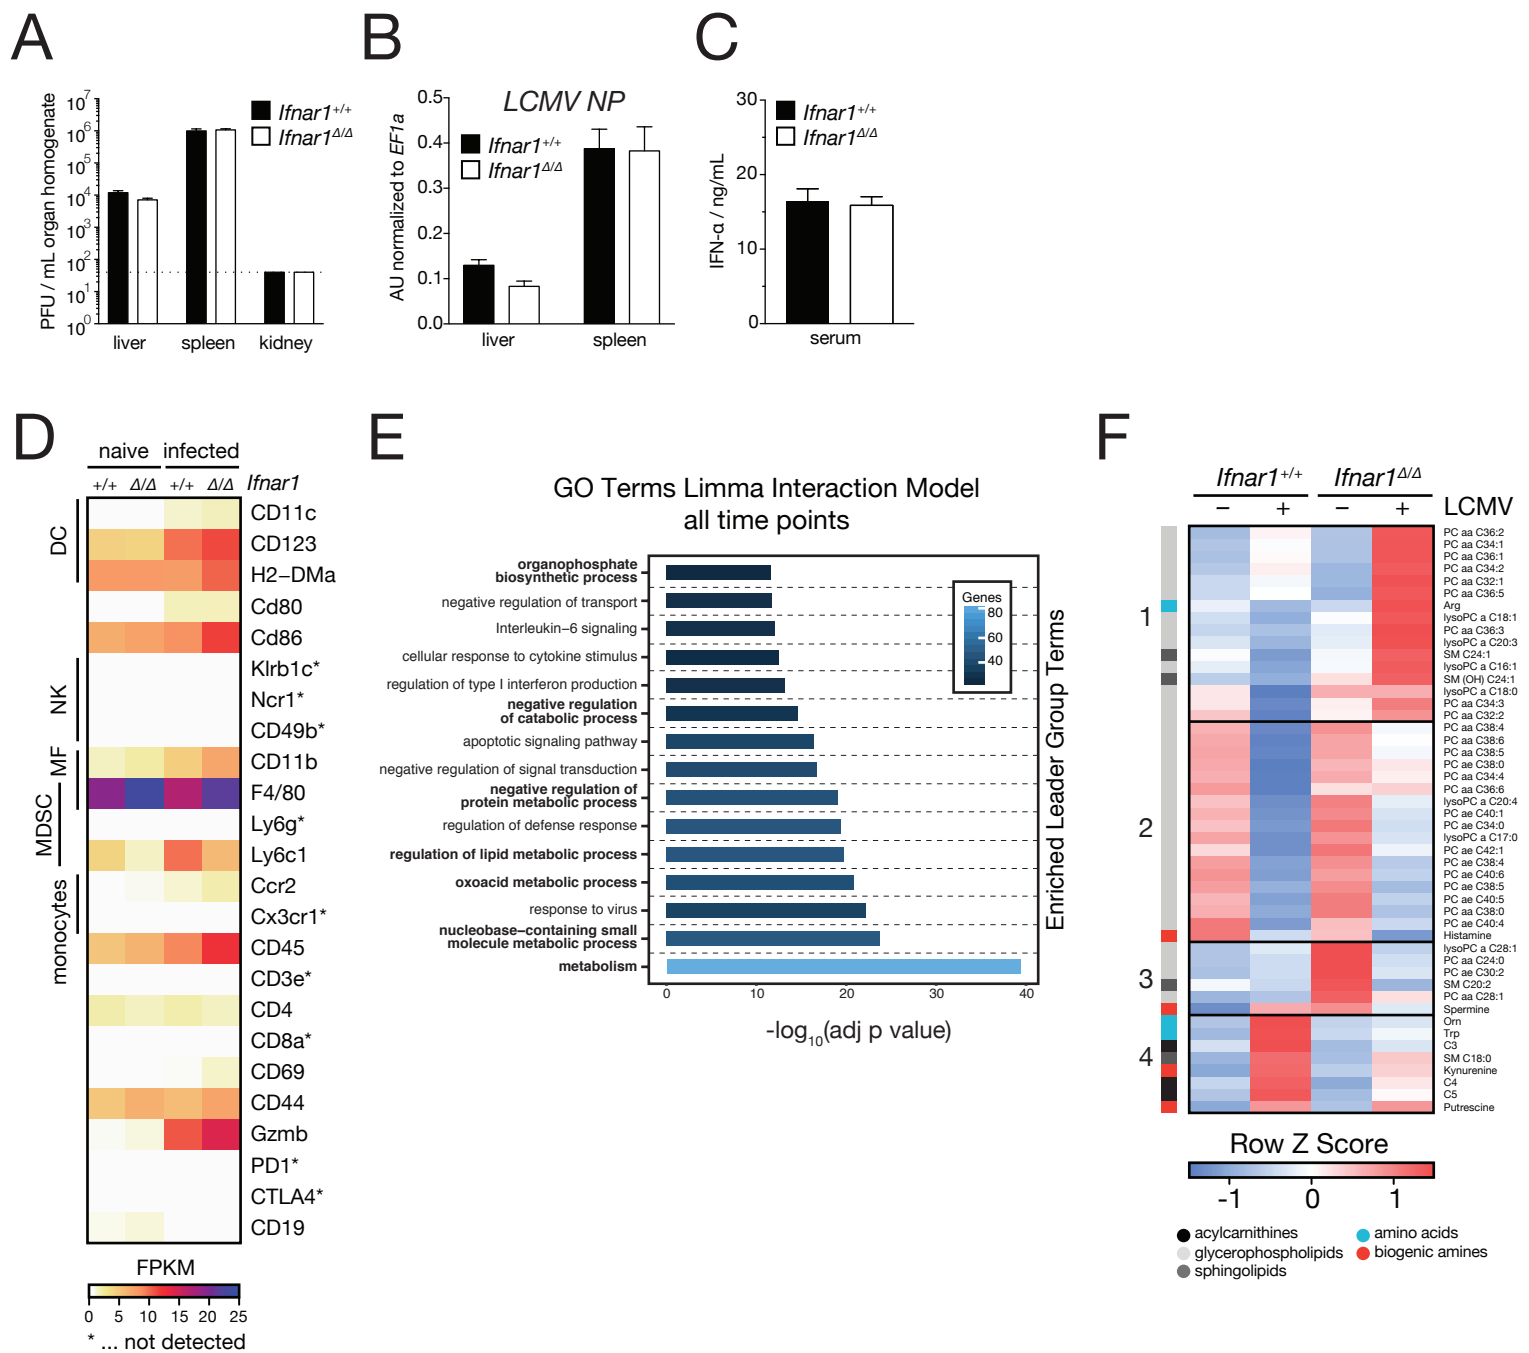 A
PFU / mL organ homogenate
10⁷
10⁶
10⁵
10⁴
10³
10²
10¹
10⁰
Ifnar1+/+
IfnarΔ/Δ
liver
spleen
kidney
B
LCMV NP
AU normalized to EF1a
0.5
0.4
0.3
0.2
0.1
0.0
Ifnar1+/+
Ifnar1Δ/Δ
liver
spleen
C
IFN-α / ng/mL
30
20
10
0
Ifnar1+/+
Ifnar1Δ/Δ
serum
D
naive infected
+/+ Δ/Δ +/+ Δ/Δ Ifnar1
DC
NK
MF
MDSC
monocytes
CD11c
CD123
H2–DMa
Cd80
Cd86
Klrb1c*
Ncr1*
CD49b*
CD11b
F4/80
Ly6g*
Ly6c1
Ccr2
Cx3cr1*
CD45
CD3e*
CD4
CD8a*
CD69
CD44
Gzmb
PD1*
CTLA4*
CD19
FPKM
0 5 10 15 20 25
* ... not detected
E
GO Terms Limma Interaction Model
all time points
organophosphate
biosynthetic process
negative regulation of transport
Interleukin–6 signaling
cellular response to cytokine stimulus
regulation of type I interferon production
negative regulation
of catabolic process
apoptotic signaling pathway
negative regulation of signal transduction
negative regulation of
protein metabolic process
regulation of defense response
regulation of lipid metabolic process
oxoacid metabolic process
response to virus
nucleobase–containing small
molecule metabolic process
metabolism
Genes
80
60
40
Enriched Leader Group Terms
0 10 20 30 40
-log10(adj p value)
F
Ifnar1+/+ Ifnar1Δ/Δ
– + – + LCMV
1
2
3
4
PC aa C36:2
PC aa C34:1
PC aa C36:1
PC aa C34:2
PC aa C32:1
PC aa C36:5
Arg
lysoPC a C18:1
PC aa C36:3
lysoPC a C20:3
SM C24:1
lysoPC a C16:1
SM (OH) C24:1
lysoPC a C18:0
PC aa C34:3
PC aa C32:2
PC aa C38:4
PC aa C38:6
PC aa C38:5
PC ae C38:0
PC aa C34:4
PC aa C36:6
lysoPC a C20:4
PC ae C40:1
PC ae C34:0
lysoPC a C17:0
PC ae C42:1
PC ae C38:4
PC ae C40:6
PC ae C38:5
PC ae C40:5
PC aa C38:0
PC ae C40:4
Histamine
lysoPC a C28:1
PC aa C24:0
PC ae C30:2
SM C20:2
PC aa C28:1
Spermine
Orn
Trp
C3
SM C18:0
Kynurenine
C4
C5
Putrescine
Row Z Score
-1 0 1
acylcarnithines
glycerophospholipids
sphingolipids
amino acids
biogenic amines